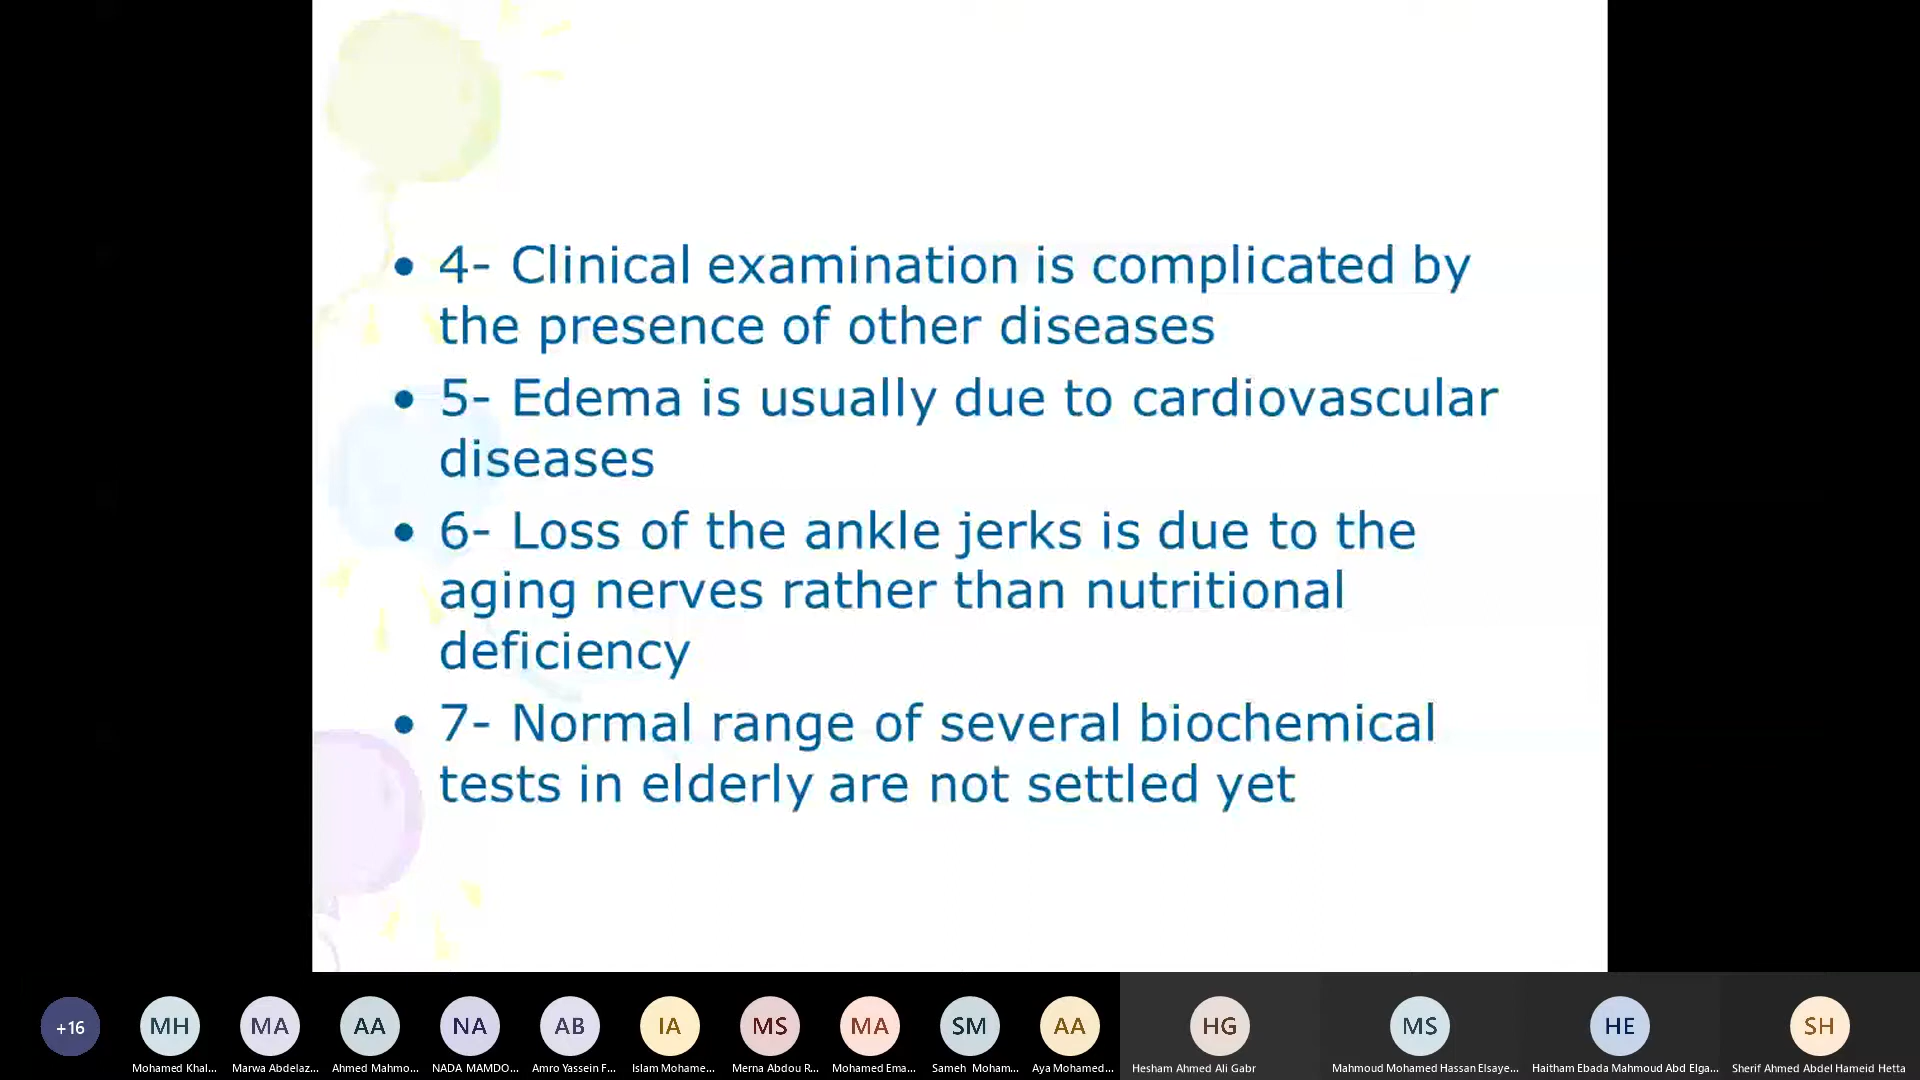 • 4- Clinical examination is complicated by
the presence of other diseases
• 5- Edema is usually due to cardiovascular
diseases
• 6- Loss of the ankle jerks is due to the
aging nerves rather than nutritional
deficiency
• 7- Normal range of several biochemical
tests in elderly are not settled yet
+16 MH MA AA NA AB IA MS MA SM AA HG MS HE SH
Mohamed Khal... Marwa Abdelaz... Ahmed Mahmo... NADA MAMDO... Amro Yassein F... Islam Mohame... Merna Abdou R... Mohamed Ema... Sameh Moham... Aya Mohamed... Hesham Ahmed Ali Gabr Mahmoud Mohamed Hassan Elsaye... Haitham Ebada Mahmoud Abd Elga... Sherif Ahmed Abdel Hameid Hetta